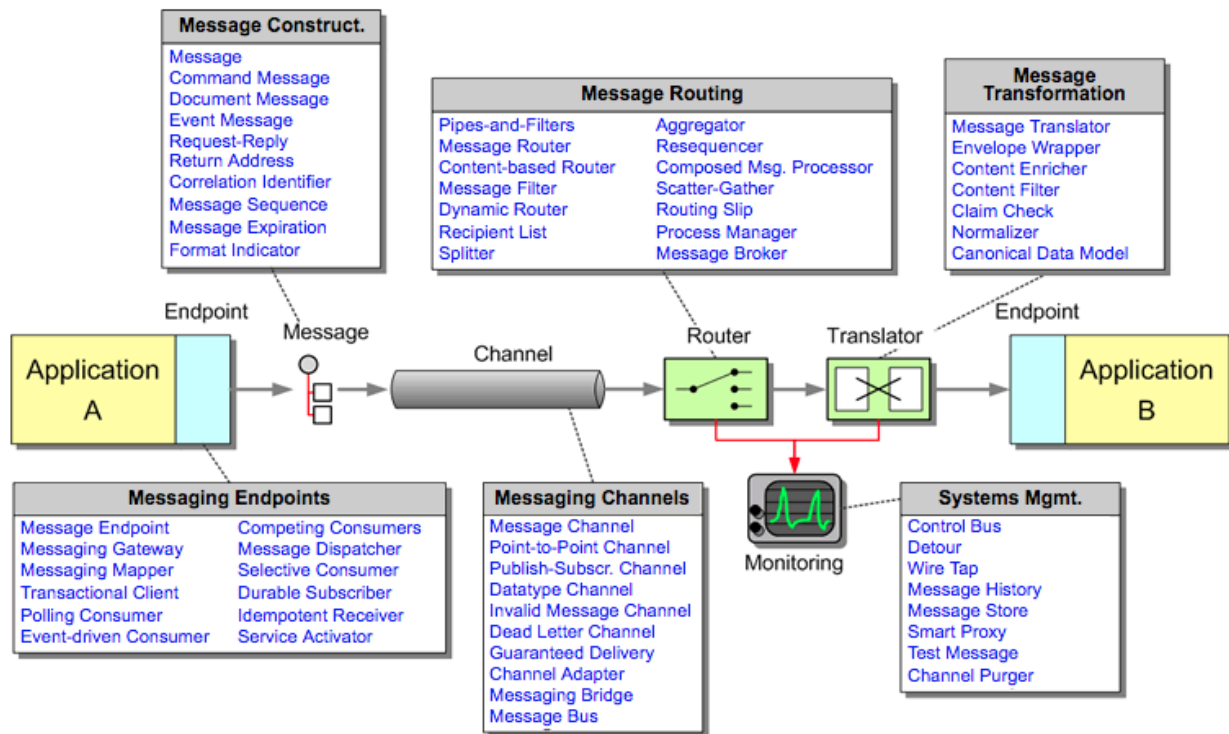 Message Construct.
Message
Command Message
Document Message
Event Message
Request-Reply
Return Address
Correlation Identifier
Message Sequence
Message Expiration
Format Indicator
Message Routing
Pipes-and-Filters
Message Router
Content-based Router
Message Filter
Dynamic Router
Recipient List
Splitter
Aggregator
Resequencer
Composed Msg. Processor
Scatter-Gather
Routing Slip
Process Manager
Message Broker
Message
Transformation
Message Translator
Envelope Wrapper
Content Enricher
Content Filter
Claim Check
Normalizer
Canonical Data Model
Endpoint
Message
Channel
Router
Translator
Endpoint
Application
A
Application
B
Messaging Endpoints
Message Endpoint
Messaging Gateway
Messaging Mapper
Transactional Client
Polling Consumer
Event-driven Consumer
Competing Consumers
Message Dispatcher
Selective Consumer
Durable Subscriber
Idempotent Receiver
Service Activator
Messaging Channels
Message Channel
Point-to-Point Channel
Publish-Subscr. Channel
Datatype Channel
Invalid Message Channel
Dead Letter Channel
Guaranteed Delivery
Channel Adapter
Messaging Bridge
Message Bus
Monitoring
Systems Mgmt.
Control Bus
Detour
Wire Tap
Message History
Message Store
Smart Proxy
Test Message
Channel Purger